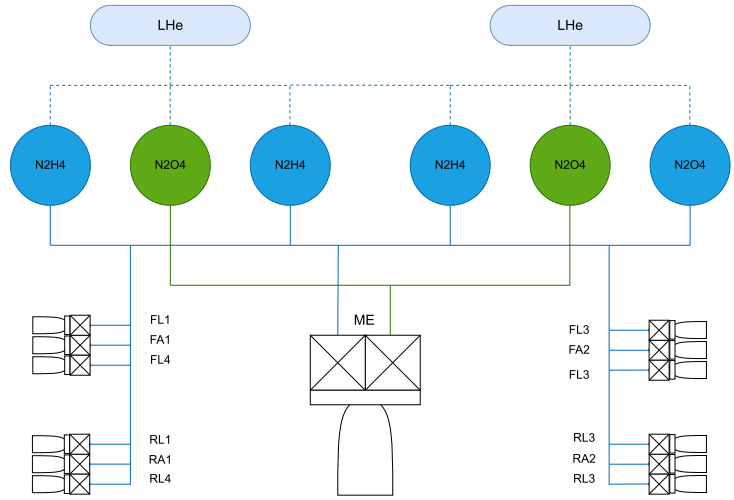 LHe
LHe
N2H4
N2O4
N2H4
N2H4
N2O4
N2O4
FL1
FA1
FL4
ME
FL3
FA2
FL3
RL1
RA1
RL4
RL3
RA2
RL3